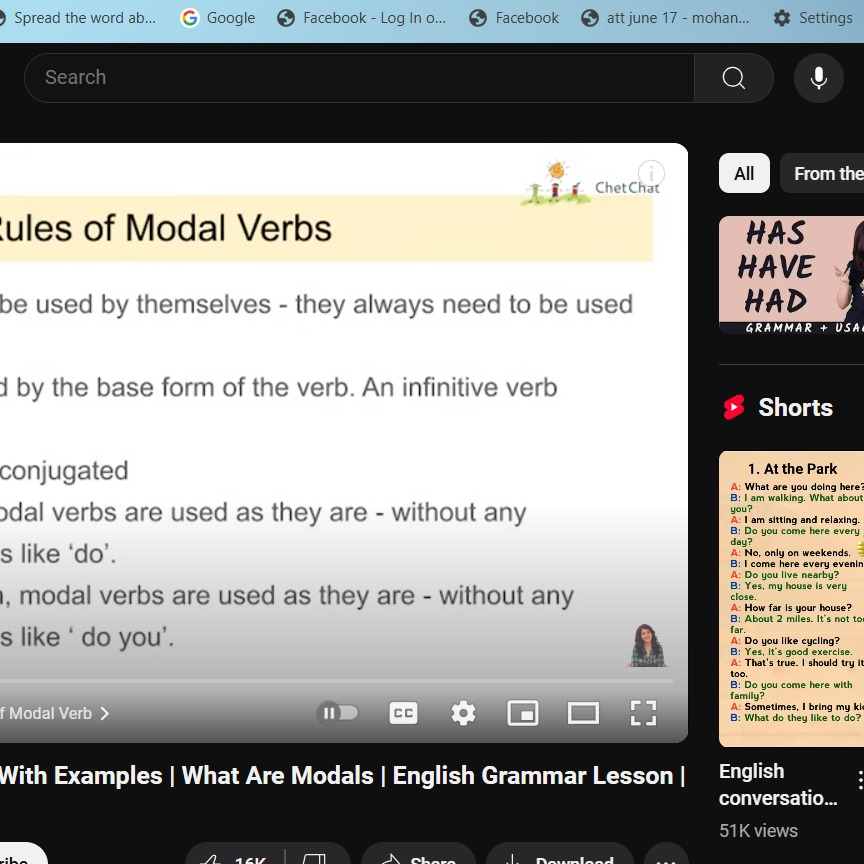 Spread the word ab...
Google
Facebook - Log In o...
Facebook
att june 17 - mohan...
Settings
Search
ChetChat
Rules of Modal Verbs
be used by themselves - they always need to be used
d by the base form of the verb. An infinitive verb
conjugated
odal verbs are used as they are - without any
s like ‘do’.
, modal verbs are used as they are - without any
s like ‘ do you’.
f Modal Verb
CC
With Examples | What Are Modals | English Grammar Lesson |
ribe
16K
Share
Download
All
From the
HAS
HAVE
HAD
GRAMMAR + USA
Shorts
1. At the Park
A: What are you doing here?
B: I am walking. What about
you?
A: I am sitting and relaxing.
B: Do you come here every
day?
A: No, only on weekends.
B: I come here every evenin
A: Do you live nearby?
B: Yes, my house is very
close.
A: How far is your house?
B: About 2 miles. It's not too
far.
A: Do you like cycling?
B: Yes, it's good exercise.
A: That's true. I should try it
too.
B: Do you come here with
family?
A: Sometimes, I bring my kid
B: What do they like to do?
English
conversatio...
51K views